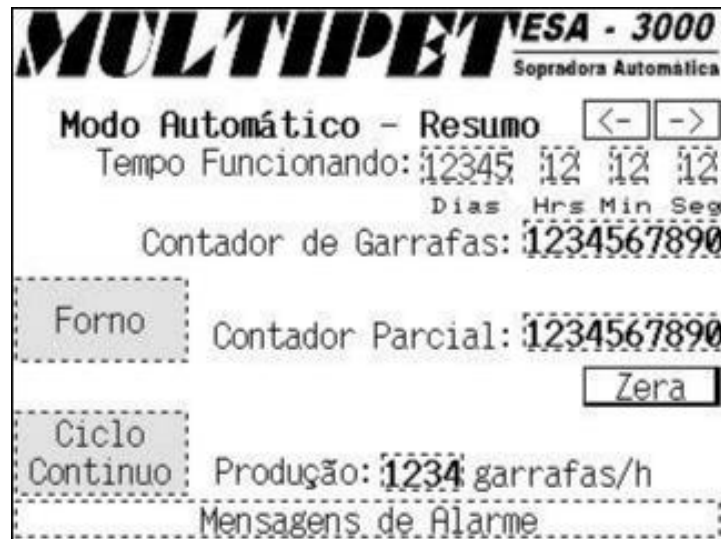 MULTIPET ESA - 3000
Sopradora Automática
Modo Automático - Resumo <- ->
Tempo Funcionando: 12345 12 12 12
Dias Hrs Min Seg
Contador de Garrafas: 1234567890
Forno
Contador Parcial: 1234567890
Zera
Ciclo
Continuo
Produção: 1234 garrafas/h
Mensagens de Alarme